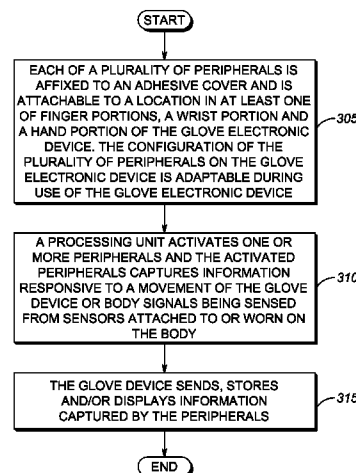 START
EACH OF A PLURALITY OF PERIPHERALS IS
AFFIXED TO AN ADHESIVE COVER AND IS
ATTACHABLE TO A LOCATION IN AT LEAST ONE
OF FINGER PORTIONS, A WRIST PORTION AND
A HAND PORTION OF THE GLOVE ELECTRONIC
DEVICE. THE CONFIGURATION OF THE
PLURALITY OF PERIPHERALS ON THE GLOVE
ELECTRONIC DEVICE IS ADAPTABLE DURING
USE OF THE GLOVE ELECTRONIC DEVICE
305
A PROCESSING UNIT ACTIVATES ONE OR
MORE PERIPHERALS AND THE ACTIVATED
PERIPHERALS CAPTURES INFORMATION
RESPONSIVE TO A MOVEMENT OF THE GLOVE
DEVICE OR BODY SIGNALS BEING SENSED
FROM SENSORS ATTACHED TO OR WORN ON
THE BODY
310
THE GLOVE DEVICE SENDS, STORES
AND/OR DISPLAYS INFORMATION
CAPTURED BY THE PERIPHERALS
315
END